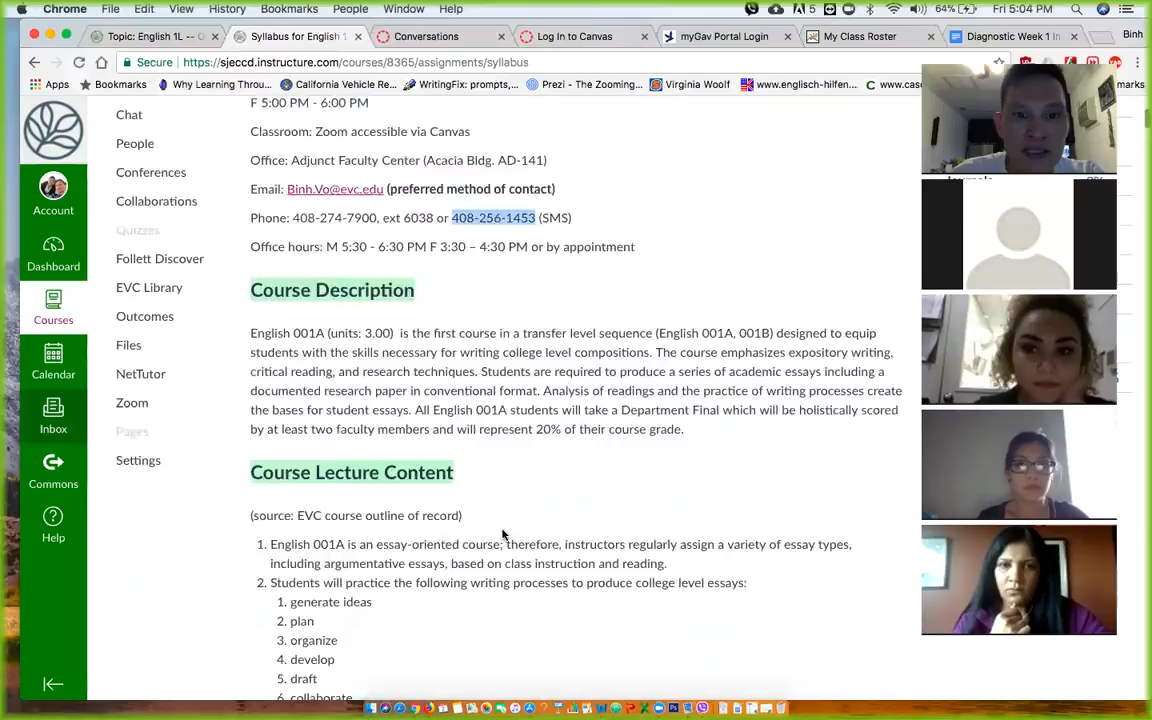 Chrome File Edit View History Bookmarks People Window Help
5 64% Fri 5:04 PM
Topic: English 1L -- Syllabus for English 1 Conversations Log In to Canvas myGav Portal Login My Class Roster Diagnostic Week 1 In Binh
Secure https://sjeccd.instructure.com/courses/8365/assignments/syllabus
Apps Bookmarks Why Learning Throu... California Vehicle Re... WritingFix: prompts,... Prezi - The Zooming... Virginia Woolf www.englisch-hilfen... marks
Account
Dashboard
Courses
Calendar
Inbox
Commons
Help
Chat
People
Conferences
Collaborations
Quizzes
Follett Discover
EVC Library
Outcomes
Files
NetTutor
Zoom
Pages
Settings
F 5:00 PM - 6:00 PM
Classroom: Zoom accessible via Canvas
Office: Adjunct Faculty Center (Acacia Bldg. AD-141)
Email: Binh.Vo@evc.edu (preferred method of contact)
Phone: 408-274-7900, ext 6038 or 408-256-1453 (SMS)
Office hours: M 5:30 - 6:30 PM F 3:30 – 4:30 PM or by appointment
Course Description
English 001A (units: 3.00) is the first course in a transfer level sequence (English 001A, 001B) designed to equip
students with the skills necessary for writing college level compositions. The course emphasizes expository writing,
critical reading, and research techniques. Students are required to produce a series of academic essays including a
documented research paper in conventional format. Analysis of readings and the practice of writing processes create
the bases for student essays. All English 001A students will take a Department Final which will be holistically scored
by at least two faculty members and will represent 20% of their course grade.
Course Lecture Content
(source: EVC course outline of record)
1. English 001A is an essay-oriented course; therefore, instructors regularly assign a variety of essay types,
including argumentative essays, based on class instruction and reading.
2. Students will practice the following writing processes to produce college level essays:
1. generate ideas
2. plan
3. organize
4. develop
5. draft
6. collaborate